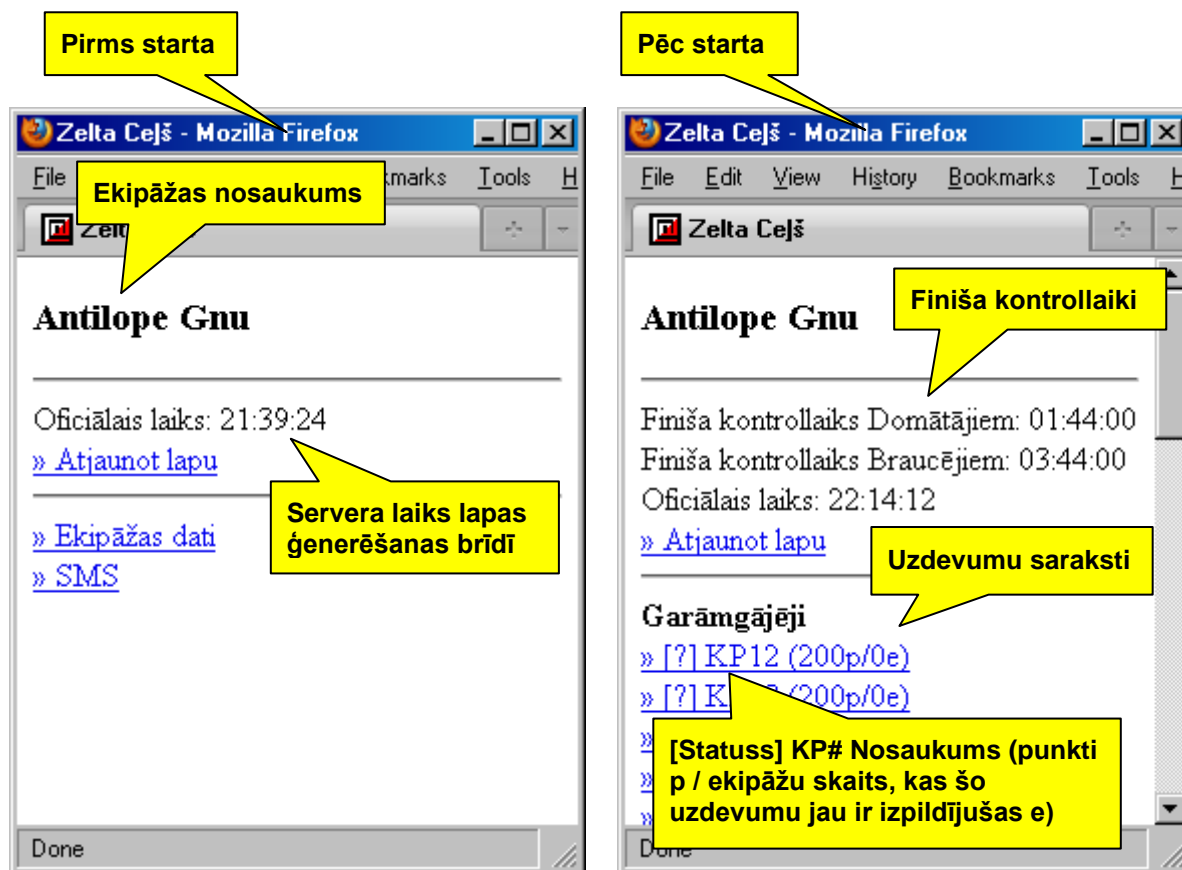 Pirms starta
Zelta Ceļš - Mozilla Firefox
File
Tools
Ekipāžas nosaukums
Antilope Gnu
Oficiālais laiks: 21:39:24
» Atjaunot lapu
Servera laiks lapas
ģenerēšanas brīdī
» Ekipāžas dati
» SMS
Done
Pēc starta
Zelta Ceļš - Mozilla Firefox
File Edit View History Bookmarks Tools
Zelta Ceļš
Finiša kontrollaiki
Antilope Gnu
Finiša kontrollaiks Domātājiem: 01:44:00
Finiša kontrollaiks Braucējiem: 03:44:00
Oficiālais laiks: 22:14:12
» Atjaunot lapu
Uzdevumu saraksti
Garāmgājēji
» [?] KP12 (200p/0e)
» [?] (200p/0e)
[Statuss] KP# Nosaukums (punkti
p / ekipāžu skaits, kas šo
uzdevumu jau ir izpildījušas e)
Done